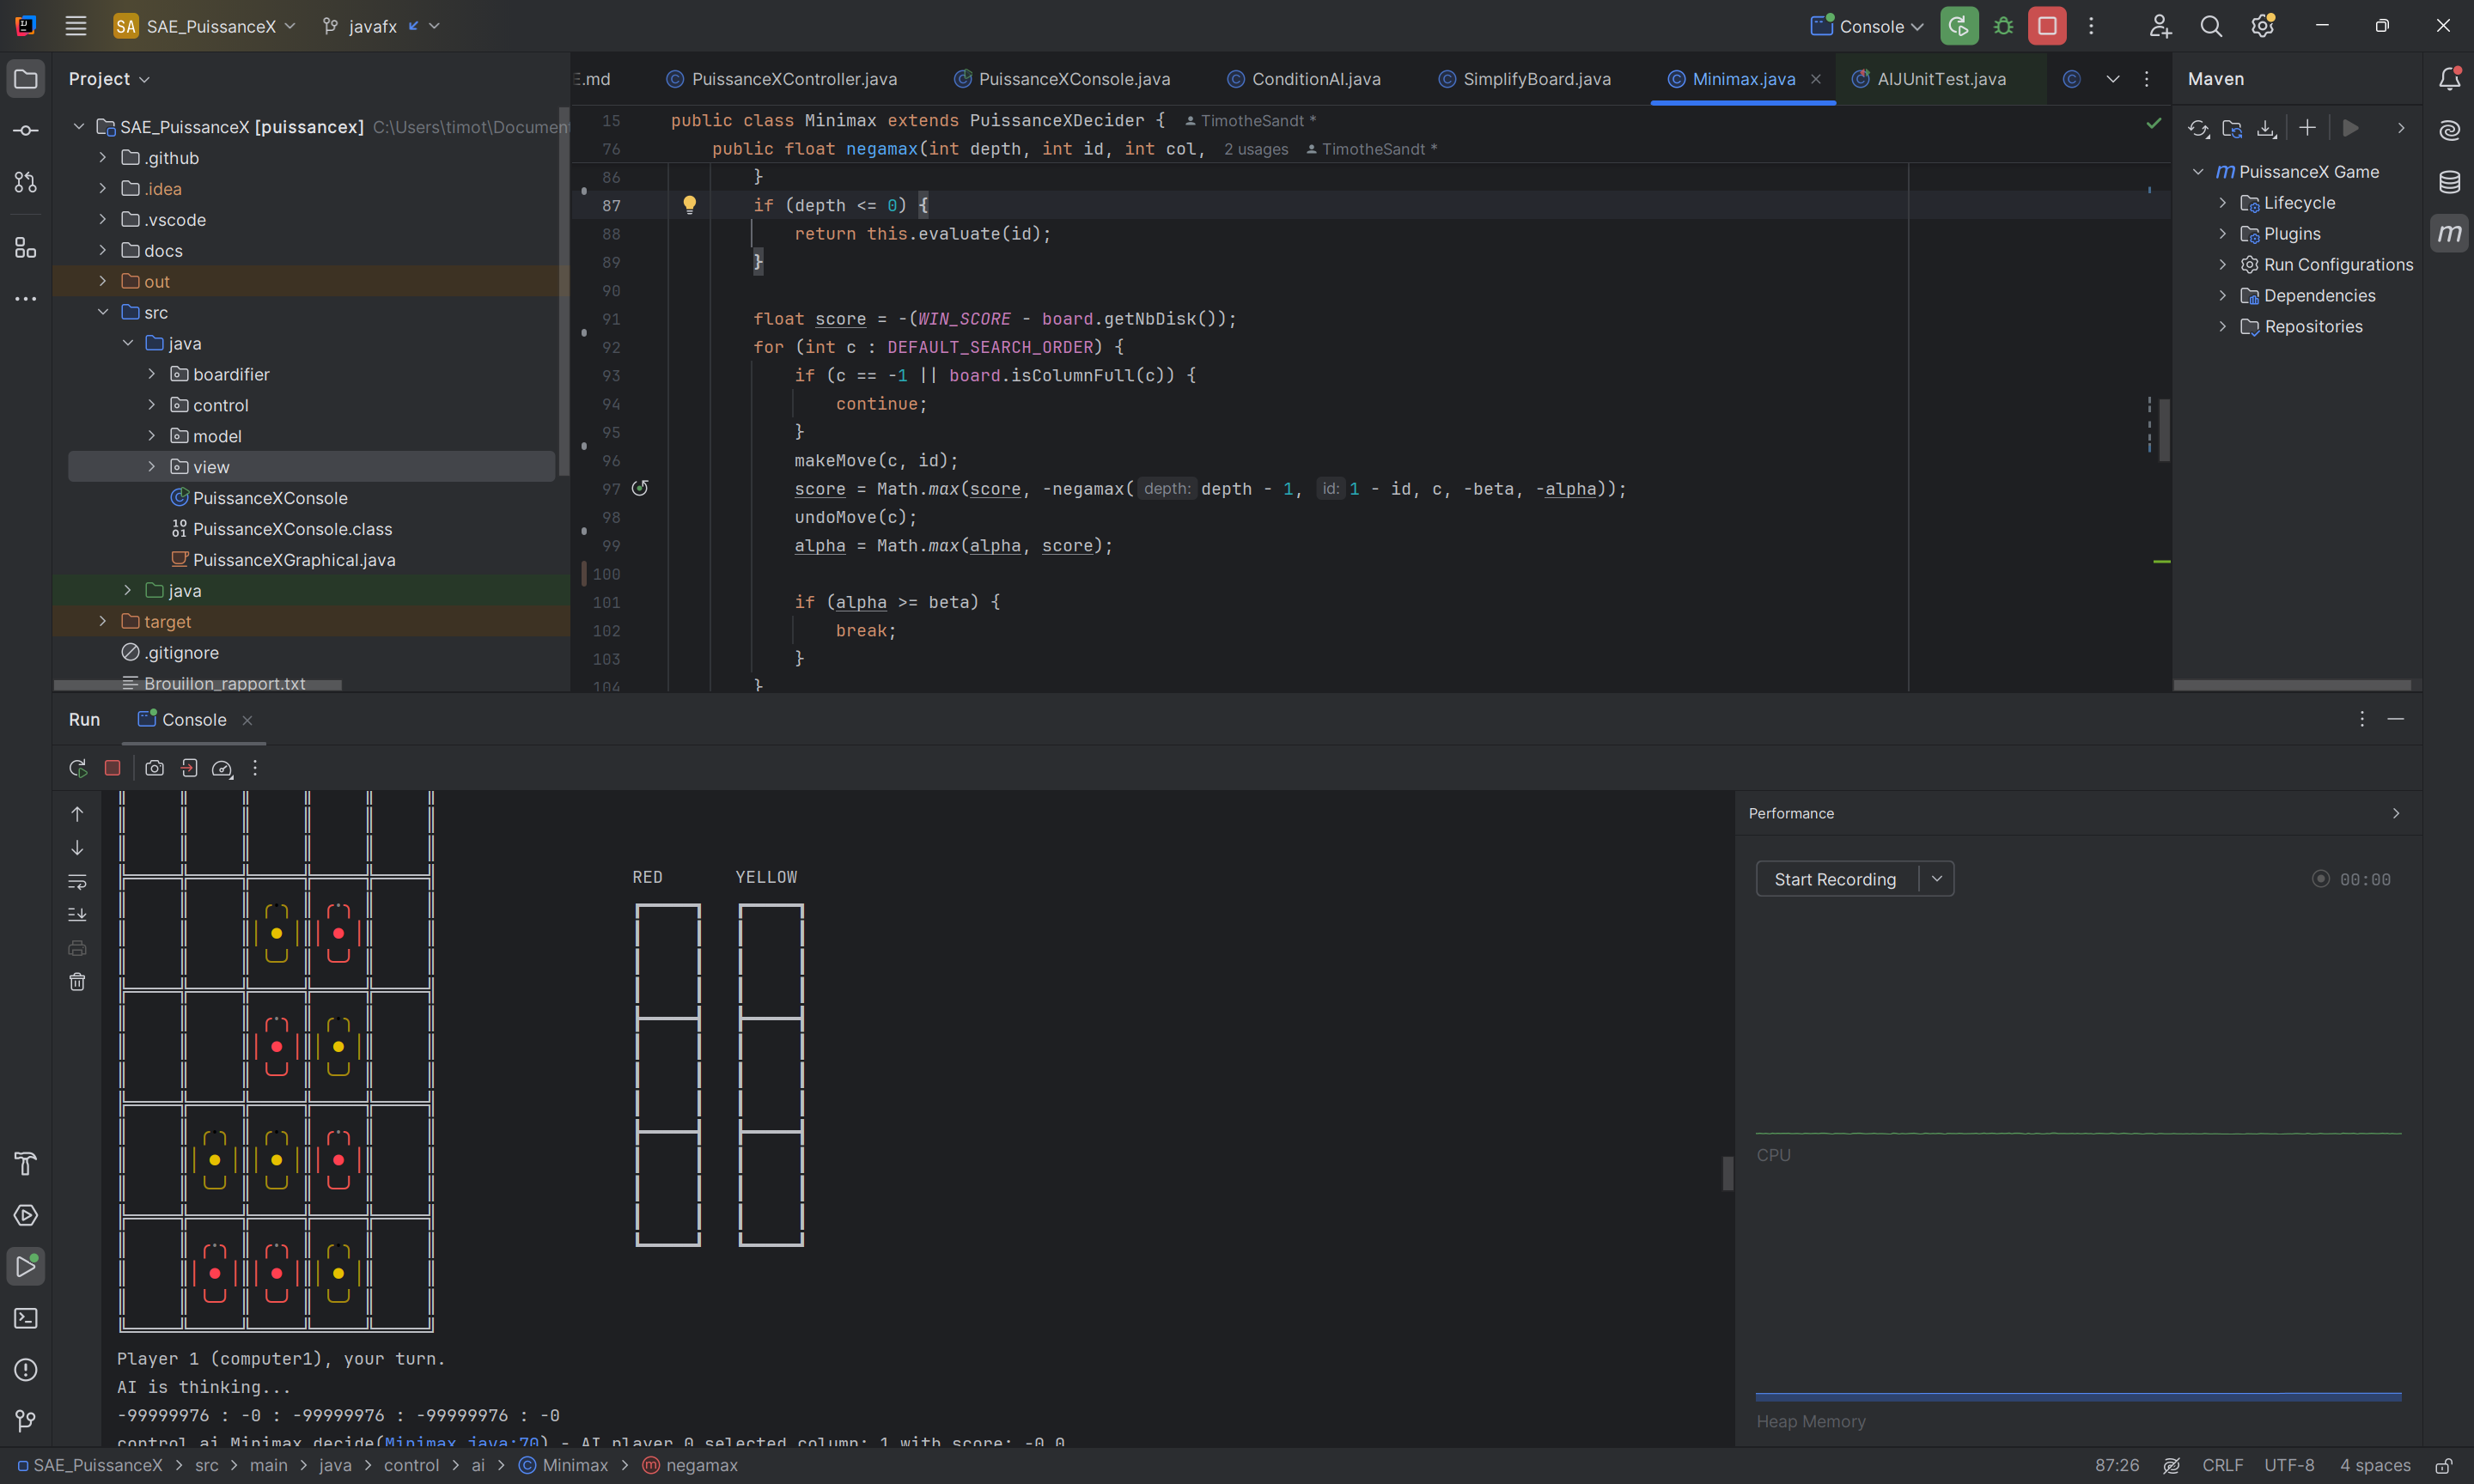 SA SAE_PuissanceX javafx Console
Project
SAE_PuissanceX [puissancex] C:\Users\timot\Documen
.github
.idea
.vscode
docs
out
src
java
boardifier
control
model
view
PuissanceXConsole
PuissanceXConsole.class
PuissanceXGraphical.java
java
target
.gitignore
Brouillon_rapport.txt
.md PuissanceXController.java PuissanceXConsole.java ConditionAI.java SimplifyBoard.java Minimax.java AIJUnitTest.java
15 public class Minimax extends PuissanceXDecider { TimotheSandt *
76 public float negamax(int depth, int id, int col, 2 usages TimotheSandt *
86 }
87 if (depth <= 0) {
88 return this.evaluate(id);
89 }
90
91 float score = -(WIN_SCORE - board.getNbDisk());
92 for (int c : DEFAULT_SEARCH_ORDER) {
93 if (c == -1 || board.isColumnFull(c)) {
94 continue;
95 }
96 makeMove(c, id);
97 score = Math.max(score, -negamax( depth: depth - 1, id: 1 - id, c, -beta, -alpha));
98 undoMove(c);
99 alpha = Math.max(alpha, score);
100
101 if (alpha >= beta) {
102 break;
103 }
104 }
Maven
m PuissanceX Game
Lifecycle
Plugins
Run Configurations
Dependencies
Repositories
Run Console
RED YELLOW
Player 1 (computer1), your turn.
AI is thinking...
-99999976 : -0 : -99999976 : -99999976 : -0
control.ai.Minimax.decide(Minimax.java:70) - AI player 0 selected column: 1 with score: -0.0
Performance
Start Recording 00:00
CPU
Heap Memory
SAE_PuissanceX > src > main > java > control > ai > Minimax > negamax
87:26 CRLF UTF-8 4 spaces